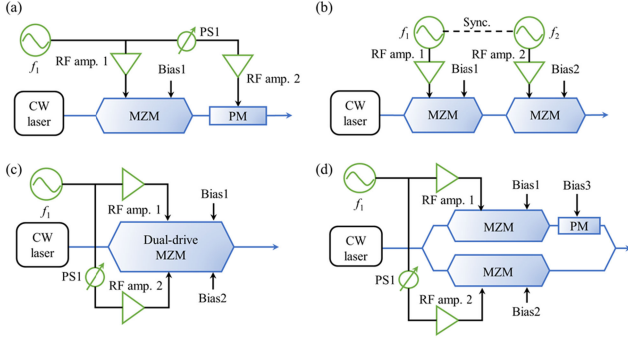 (a)
PS1
f1
RF amp. 1
RF amp. 2
Bias1
CW
laser
MZM
PM
(b)
f1
Sync.
f2
RF amp. 1
RF amp. 2
Bias1
Bias2
CW
laser
MZM
MZM
(c)
f1
RF amp. 1
Bias1
CW
laser
Dual-drive
MZM
PS1
RF amp. 2
Bias2
(d)
f1
RF amp. 1
Bias1
Bias3
MZM
PM
CW
laser
MZM
PS1
RF amp. 2
Bias2